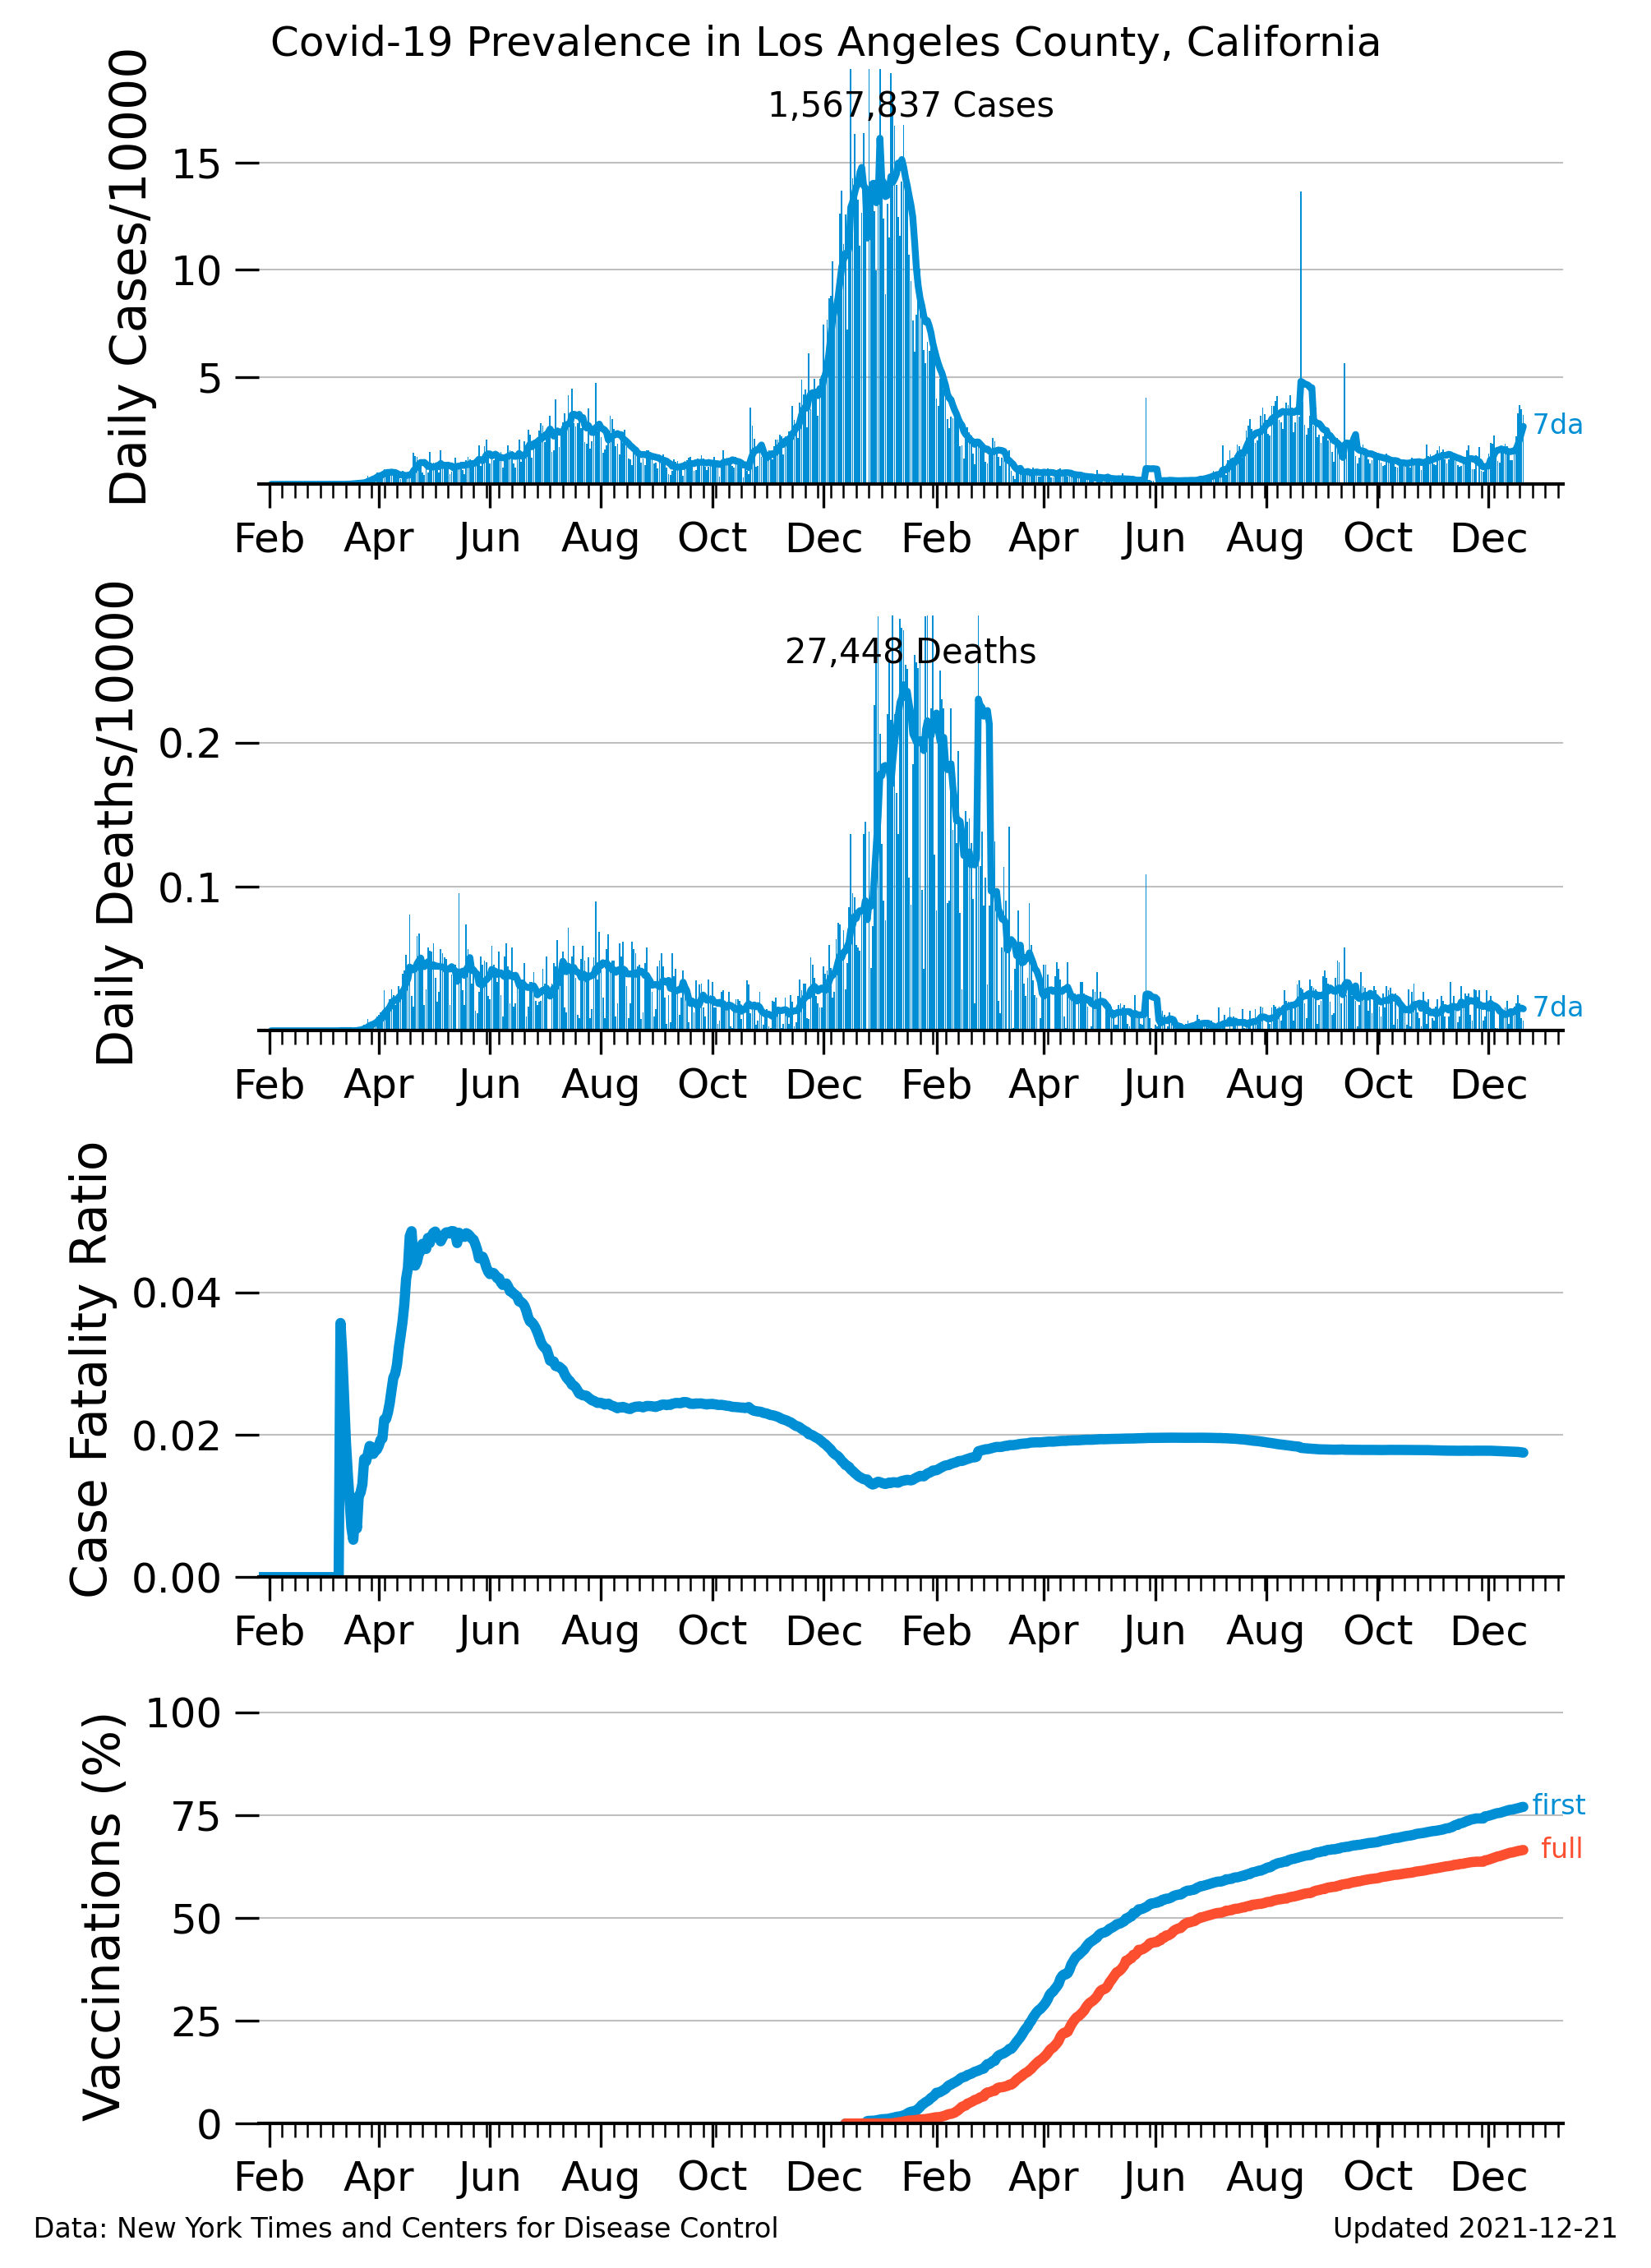 Covid-19 Prevalence in Los Angeles County, California
Daily Cases/10000
1,567,837 Cases
15
10
5
7da
Feb Apr Jun Aug Oct Dec Feb Apr Jun Aug Oct Dec
Daily Deaths/10000
27,448 Deaths
0.2
0.1
7da
Feb Apr Jun Aug Oct Dec Feb Apr Jun Aug Oct Dec
Case Fatality Ratio
0.04
0.02
0.00
Feb Apr Jun Aug Oct Dec Feb Apr Jun Aug Oct Dec
Vaccinations (%)
100
75
50
25
0
first
full
Feb Apr Jun Aug Oct Dec Feb Apr Jun Aug Oct Dec
Data: New York Times and Centers for Disease Control
Updated 2021-12-21